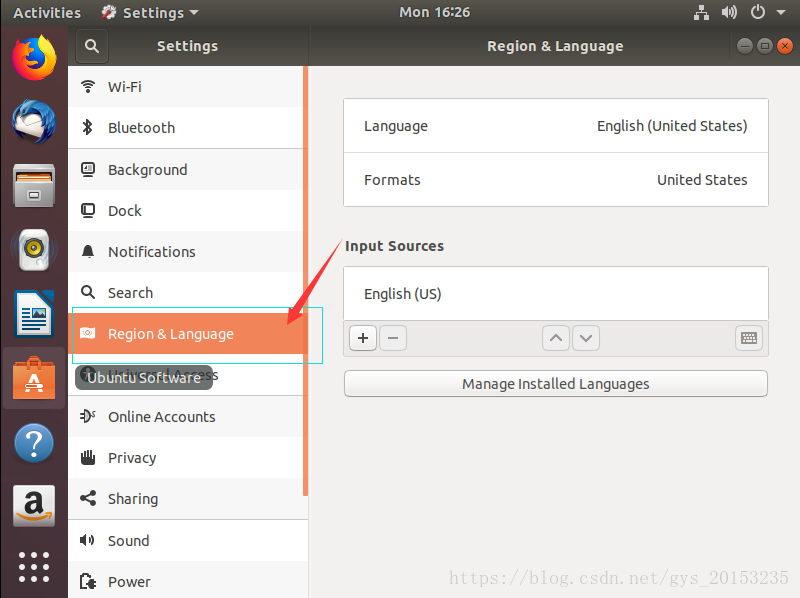 Activities Settings Mon 16:26
Settings Region & Language
Wi-Fi
Bluetooth
Background
Dock
Notifications
Search
Region & Language
Ubuntu Software
Online Accounts
Privacy
Sharing
Sound
Power
Language English (United States)
Formats United States
Input Sources
English (US)
Manage Installed Languages
https://blog.csdn.net/gys_20153235